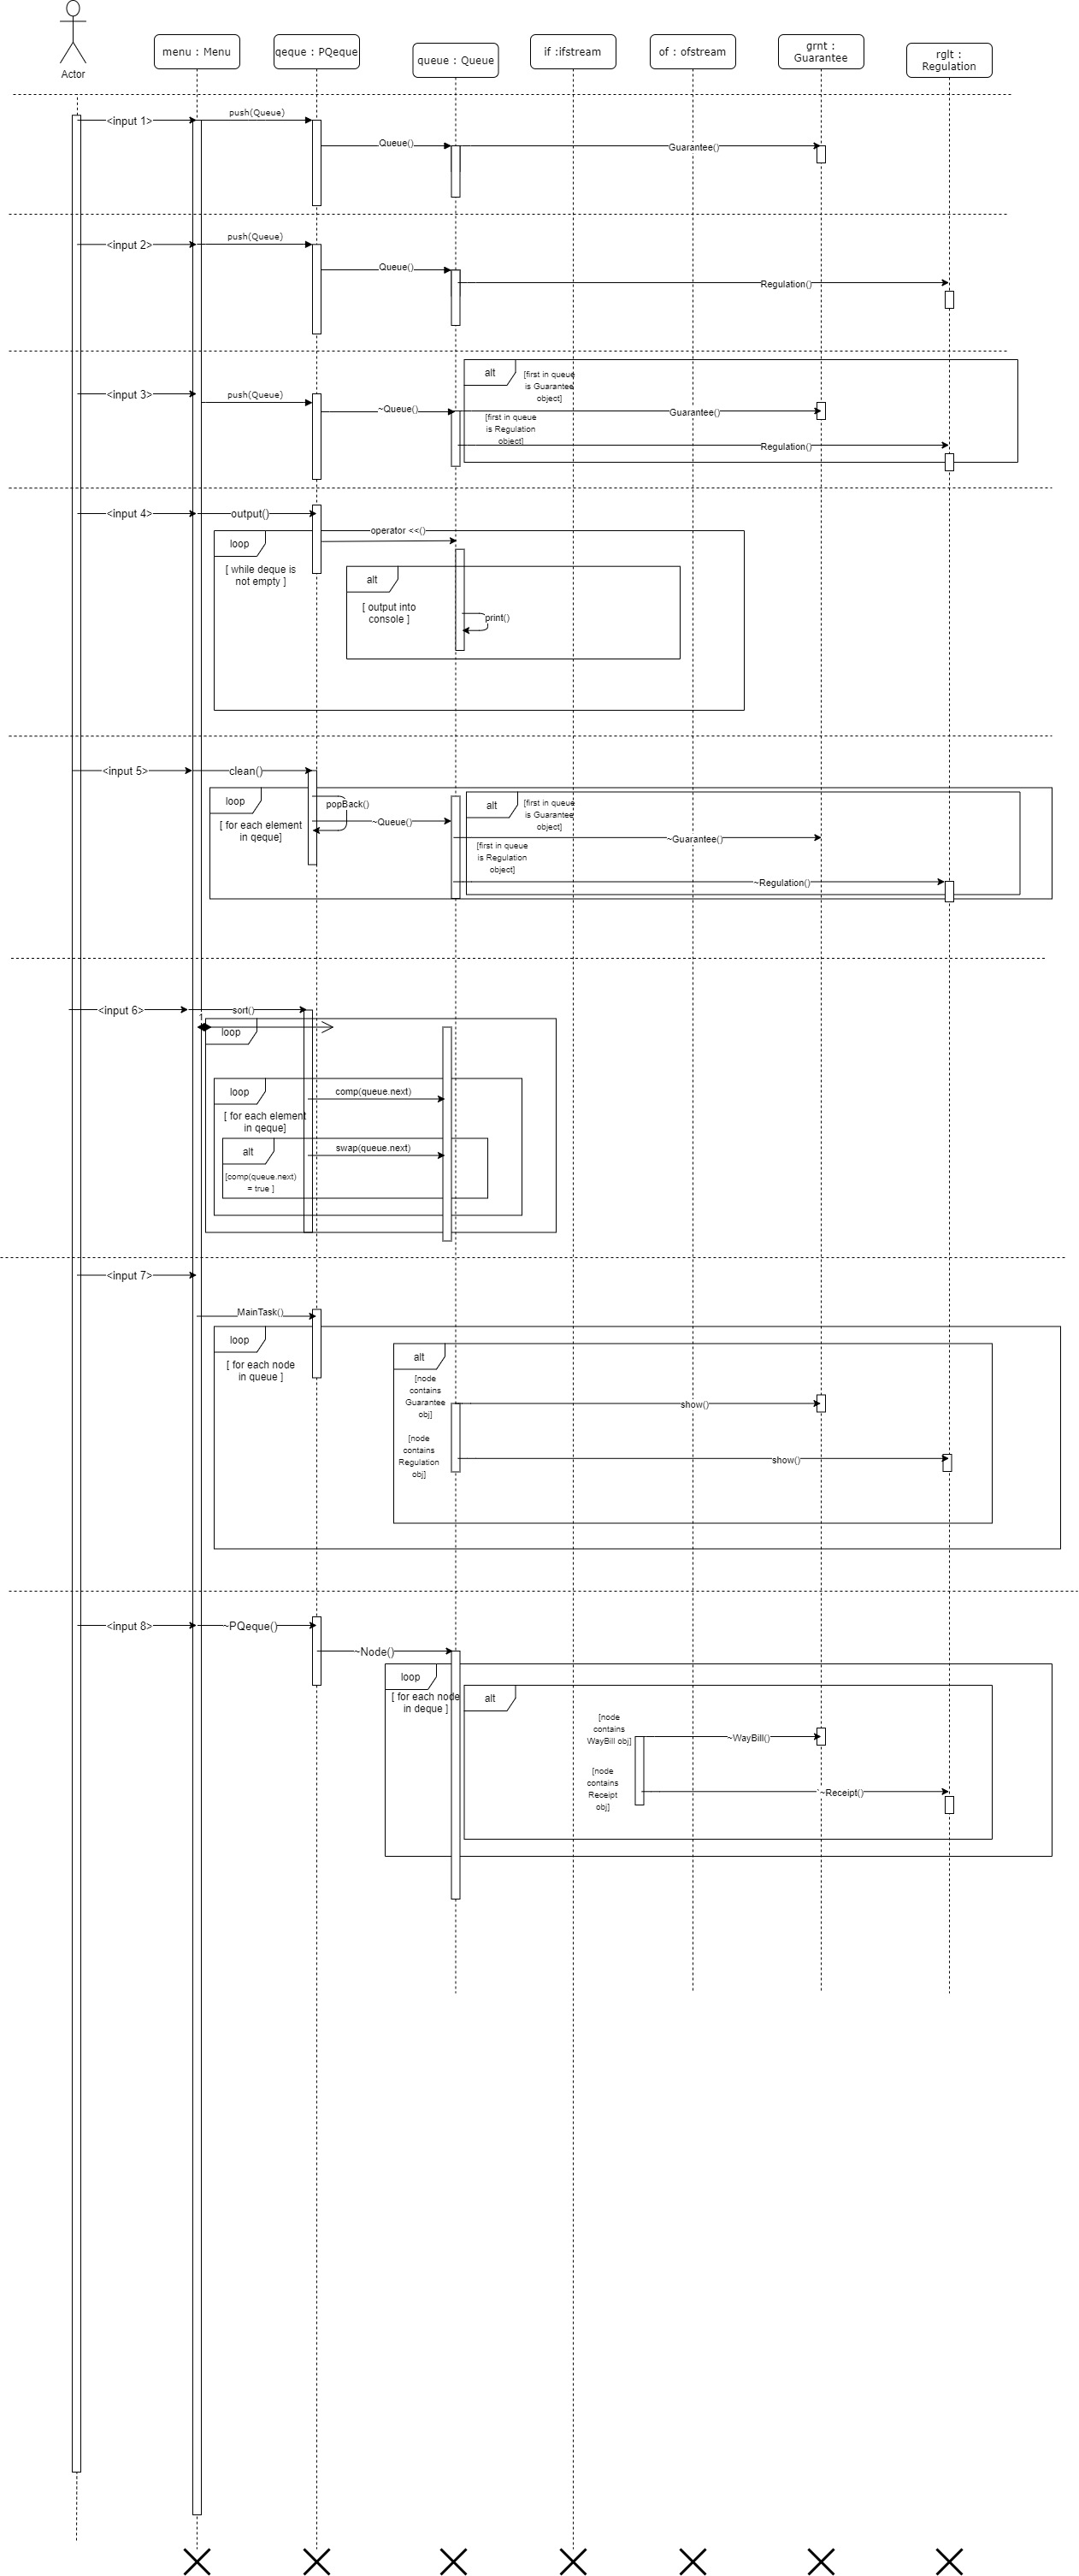 Actor
menu : Menu
qeque : PQeque
queue : Queue
if :ifstream
of : ofstream
grnt :
Guarantee
rglt :
Regulation
<input 1>
push(Queue)
Queue()
Guarantee()
<input 2>
push(Queue)
Queue()
Regulation()
alt
[first in queue
is Guarantee
object]
<input 3>
push(Queue)
~Queue()
Guarantee()
[first in queue
is Regulation
object]
Regulation()
<input 4>
output()
operator <<()
loop
[ while deque is
not empty ]
alt
[ output into
console ]
print()
<input 5>
clean()
loop
[ for each element
in qeque]
popBack()
~Queue()
alt
[first in queue
is Guarantee
object]
~Guarantee()
[first in queue
is Regulation
object]
~Regulation()
<input 6>
sort()
1
loop
loop
[ for each element
in qeque]
comp(queue.next)
alt
[comp(queue.next)
= true ]
swap(queue.next)
<input 7>
MainTask()
loop
[ for each node
in queue ]
alt
[node
contains
Guarantee
obj]
show()
[node
contains
Regulation
obj]
show()
<input 8>
~PQeque()
~Node()
loop
[ for each node
in deque ]
alt
[node
contains
WayBill obj]
~WayBill()
[node
contains
Receipt
obj]
`~Receipt()